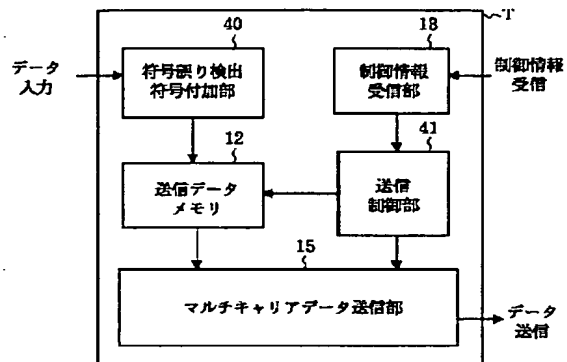 T
40
18
データ
入力
符号誤り検出
符号付加部
制御情報
受信部
制御情報
受信
12
41
送信データ
メモリ
送信
制御部
15
マルチキャリアデータ送信部
データ
送信